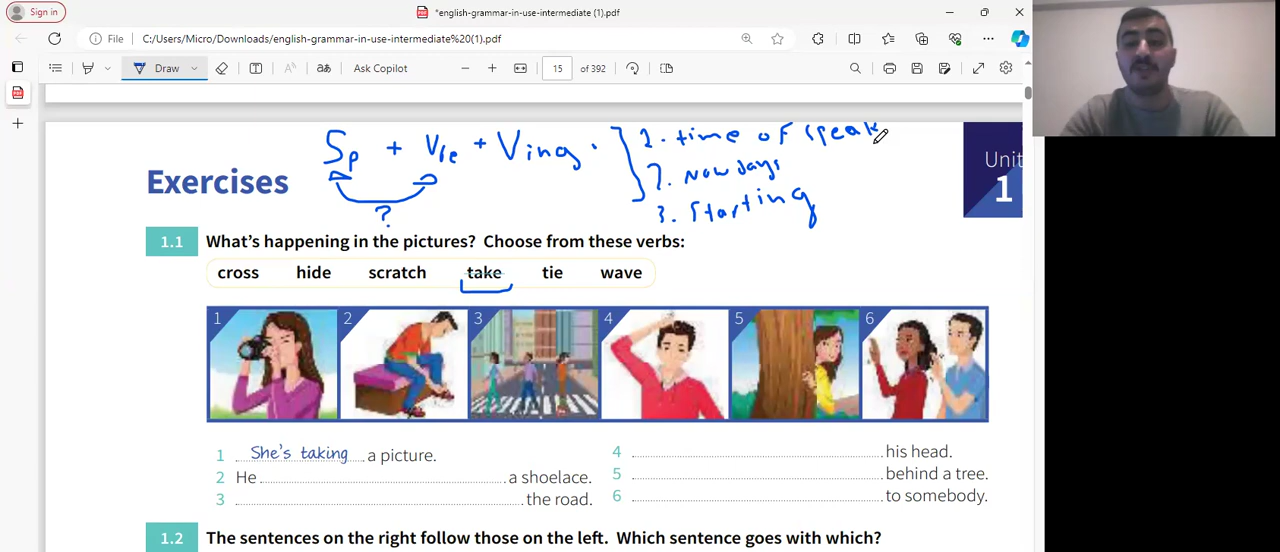 Sign in
*english-grammar-in-use-intermediate (1).pdf
File C:/Users/Micro/Downloads/english-grammar-in-use-intermediate%20(1).pdf
Draw
Ask Copilot
15 of 392
Sp + Vbe + Ving. 1. time of speak
2. Nowdays
3. Starting
?
Exercises
Unit
1
1.1 What's happening in the pictures? Choose from these verbs:
cross hide scratch take tie wave
1 2 3 4 5 6
1 She's taking a picture.
2 He a shoelace.
3 the road.
4 his head.
5 behind a tree.
6 to somebody.
1.2 The sentences on the right follow those on the left. Which sentence goes with which?